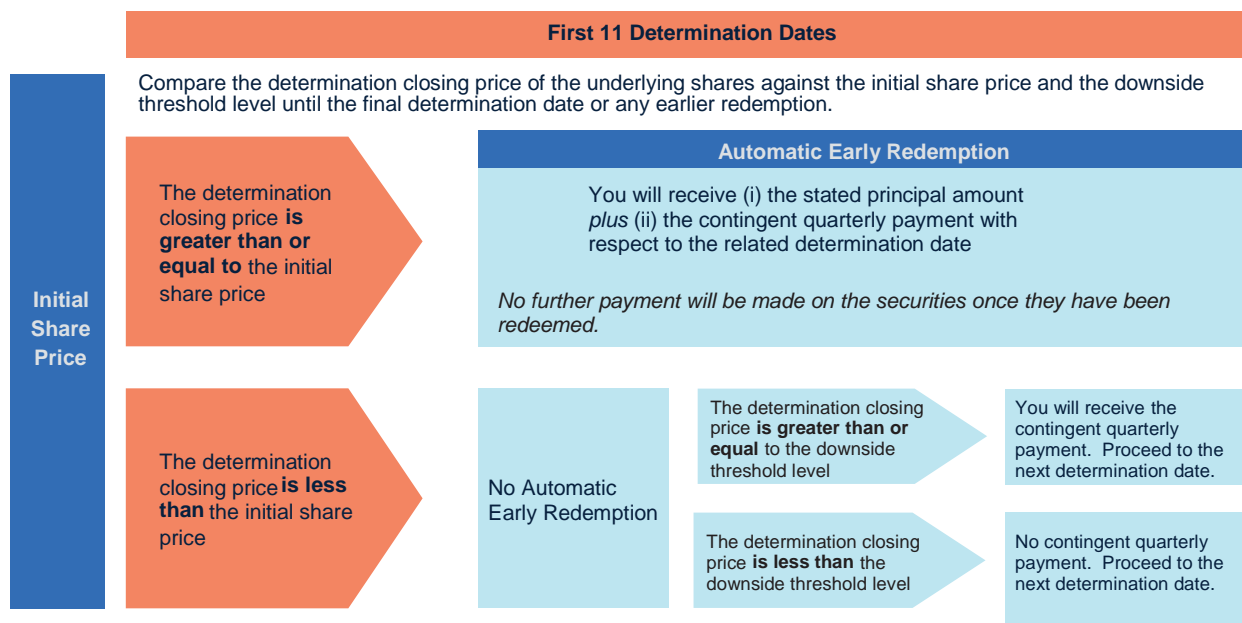 First 11 Determination Dates
Compare the determination closing price of the underlying shares against the initial share price and the downside
threshold level until the final determination date or any earlier redemption.
Initial
Share
Price
The determination
closing price is
greater than or
equal to the initial
share price
Automatic Early Redemption
You will receive (i) the stated principal amount
plus (ii) the contingent quarterly payment with
respect to the related determination date
No further payment will be made on the securities once they have been
redeemed.
The determination
closing price is less
than the initial share
price
No Automatic
Early Redemption
The determination closing
price is greater than or
equal to the downside
threshold level
You will receive the
contingent quarterly
payment.  Proceed to the
next determination date.
The determination closing
price is less than the
downside threshold level
No contingent quarterly
payment.  Proceed to the
next determination date.